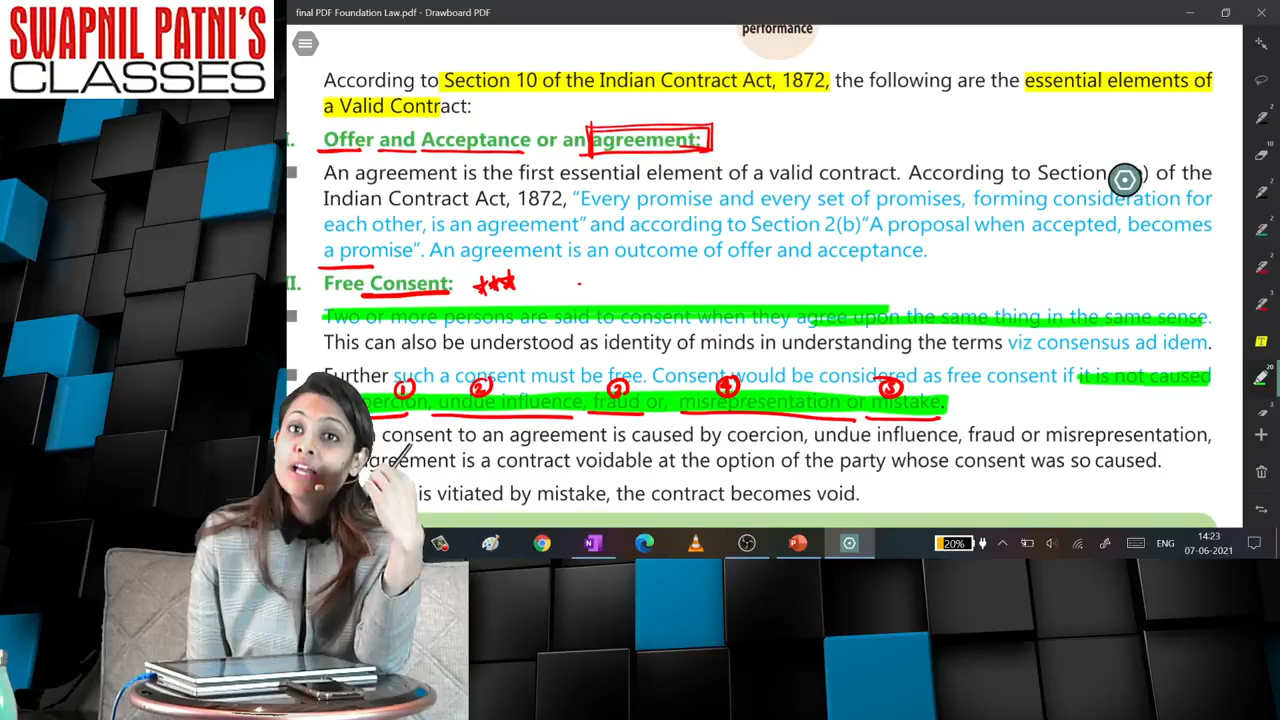 SWAPNIL PATNI'S
CLASSES
final PDF Foundation Law.pdf - Drawboard PDF
performance
According to Section 10 of the Indian Contract Act, 1872, the following are the essential elements of
a Valid Contract:
I. Offer and Acceptance or an agreement:
An agreement is the first essential element of a valid contract. According to Section ) of the
Indian Contract Act, 1872, “Every promise and every set of promises, forming consideration for
each other, is an agreement” and according to Section 2(b)“A proposal when accepted, becomes
a promise”. An agreement is an outcome of offer and acceptance.
II. Free Consent:
Two or more persons are said to consent when they agree upon the same thing in the same sense.
This can also be understood as identity of minds in understanding the terms viz consensus ad idem.
Further such a consent must be free. Consent would be considered as free consent if it is not caused
1 2 3 4 5
undue influence, fraud or, misrepresentation or mistake.
consent to an agreement is caused by coercion, undue influence, fraud or misrepresentation,
is a contract voidable at the option of the party whose consent was so caused.
is vitiated by mistake, the contract becomes void.
20%
ENG
14:23
07-06-2021